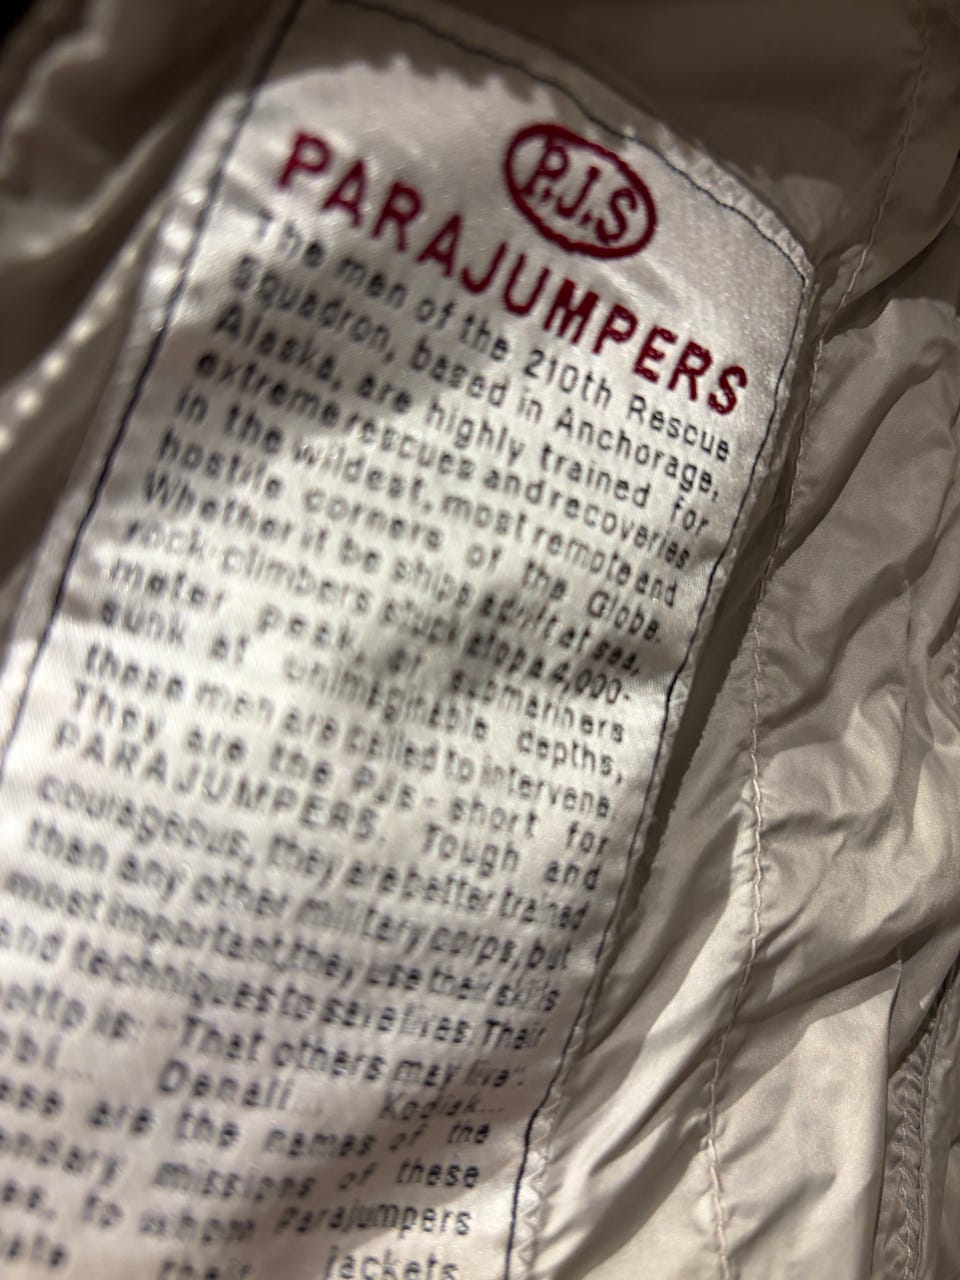 P.J.S
PARAJUMPERS
The men of the 210th Rescue
Squadron, based in Anchorage,
Alaska, are highly trained for
extreme rescues and recoveries
in the wildest, most remote and
hostile corners of the Globe.
Whether it be ships adrift at sea,
rock-climbers stuck atop a 4,000-
meter peak, or submariners
sunk at unimaginable depths,
these men are called to intervene.
They are the PJs - short for
PARAJUMPERS. Tough and
courageous, they are better trained
than any other military corps, but
most important, they use their skills
and techniques to save lives. Their
is: "That others may live".
Denali... Kodiak...
are the names of the
missions of these
to whom Parajumpers
their jackets.